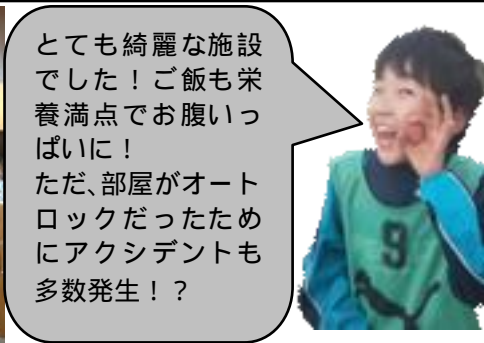 とても綺麗な施設
でした！ご飯も栄
養満点でお腹いっ
ぱいに！
ただ、部屋がオート
ロックだったため
にアクシデントも
多数発生！？
9